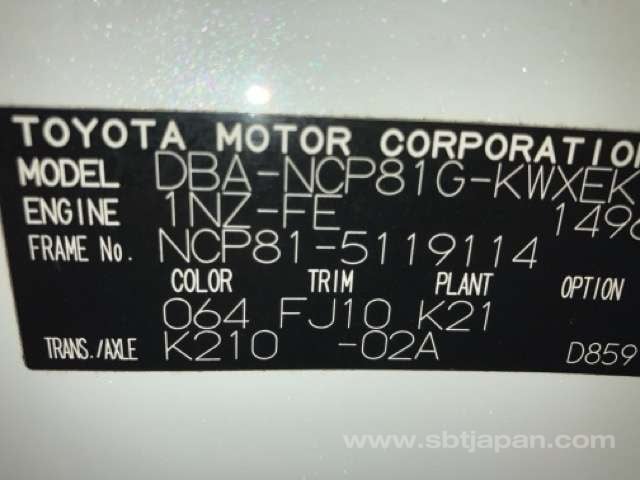 TOYOTA MOTOR CORPORATION
MODEL DBA-NCP81G-KWXEK
ENGINE 1NZ-FE 1496
FRAME No. NCP81-5119114
COLOR TRIM PLANT OPTION
064 FJ10 K21
TRANS./AXLE K210 -02A D859
www.sbtjapan.com